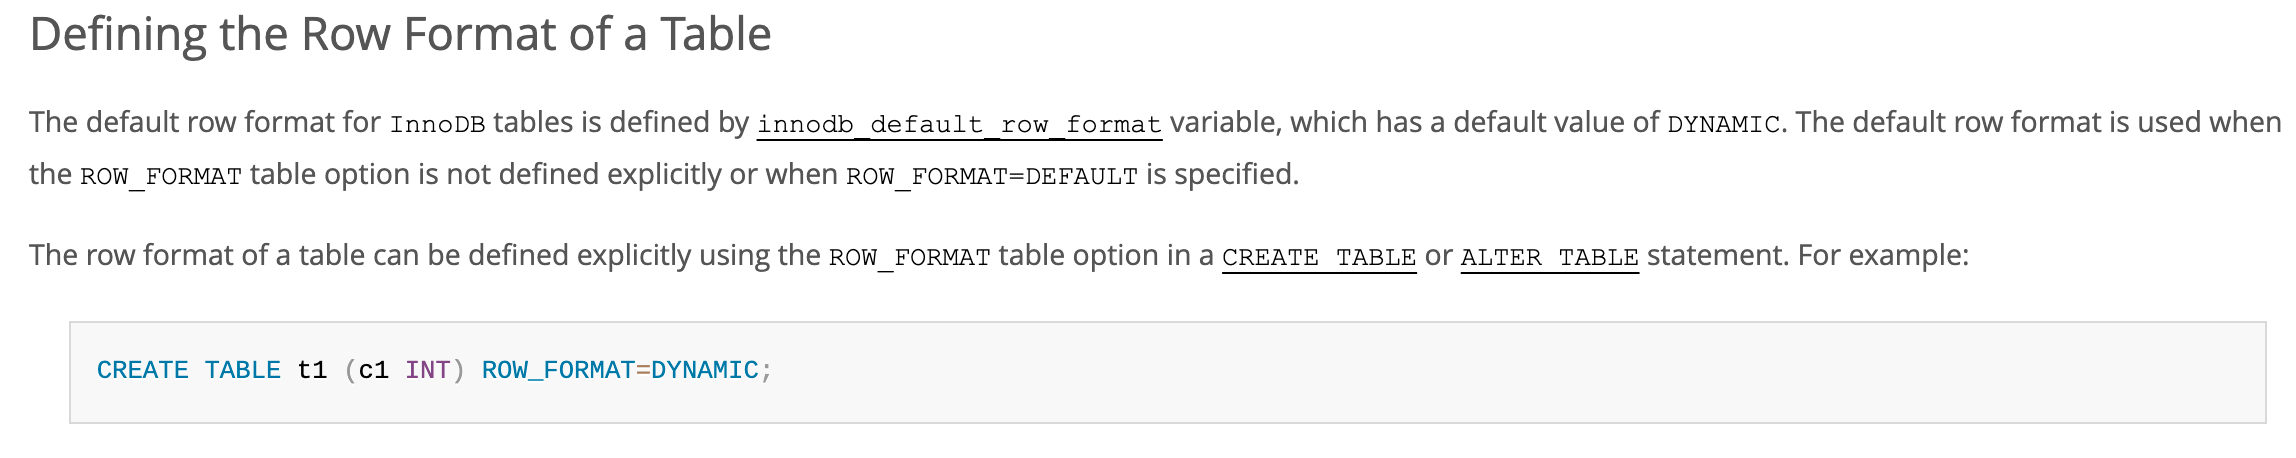 Defining the Row Format of a Table
The default row format for InnoDB tables is defined by innodb_default_row_format variable, which has a default value of DYNAMIC. The default row format is used when
the ROW_FORMAT table option is not defined explicitly or when ROW_FORMAT=DEFAULT is specified.
The row format of a table can be defined explicitly using the ROW_FORMAT table option in a CREATE TABLE or ALTER TABLE statement. For example:
CREATE TABLE t1 (c1 INT) ROW_FORMAT=DYNAMIC;